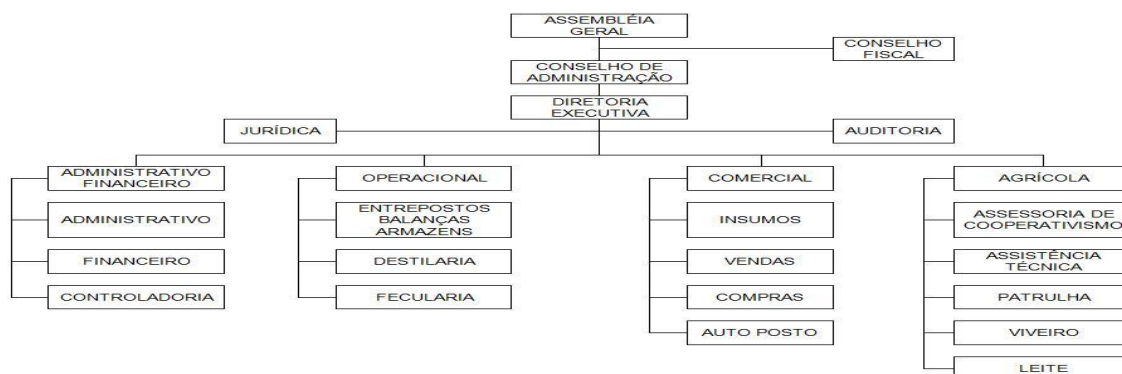 ASSEMBLÉIA
GERAL
CONSELHO
FISCAL
CONSELHO DE
ADMINISTRAÇÃO
DIRETORIA
EXECUTIVA
JURÍDICA
AUDITORIA
ADMINISTRATIVO
FINANCEIRO
ADMINISTRATIVO
FINANCEIRO
CONTROLADORIA
OPERACIONAL
ENTREPOSTOS
BALANÇAS
ARMAZENS
DESTILARIA
FECULARIA
COMERCIAL
INSUMOS
VENDAS
COMPRAS
AUTO POSTO
AGRÍCOLA
ASSESSORIA DE
COOPERATIVISMO
ASSISTÊNCIA
TÉCNICA
PATRULHA
VIVEIRO
LEITE